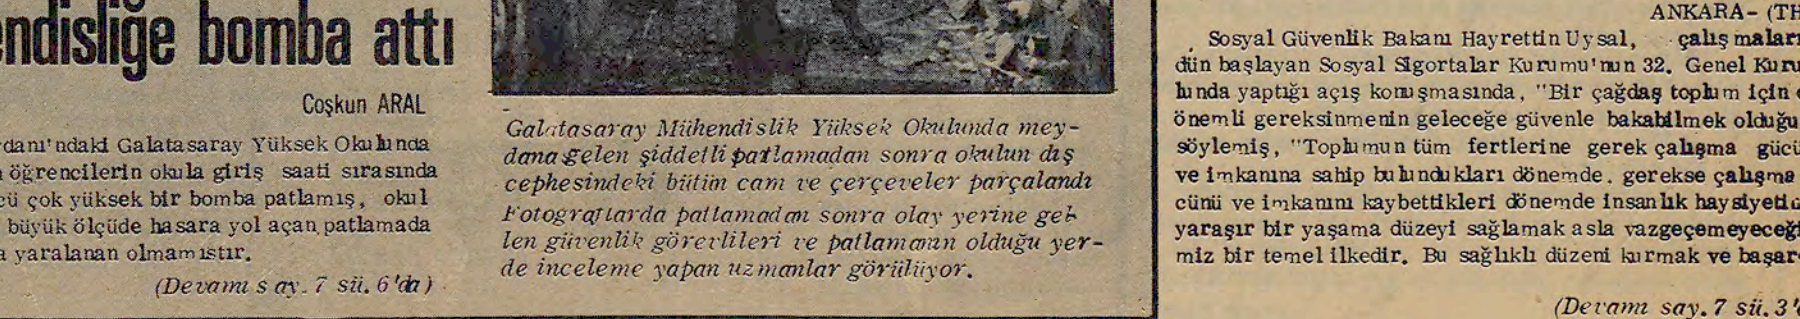 endisliğe bomba attı
Coşkun ARAL
danı'ndaki Galatasaray Yüksek Okulunda
öğrencilerin okula giriş saati sırasında
cü çok yüksek bir bomba patlamış, okul
büyük ölçüde hasara yol açan patlamada
yaralanan olmamıştır.
(Devamı say. 7 sü. 6'da)
Galatasaray Mühendislik Yüksek Okulunda mey-
dana gelen şiddetli patlamadan sonra okulun dış
cephesindeki bütün cam ve çerçeveler parçalandı
Fotograflarda patlamadan sonra olay yerine ge-
len güvenlik görevlileri ve patlamanın olduğu yer-
de inceleme yapan uzmanlar görülüyor.
ANKARA- (TH
Sosyal Güvenlik Bakanı Hayrettin Uysal, çalışmaları
dün başlayan Sosyal Sigortalar Kurumu'nun 32. Genel Kuru
lunda yaptığı açış konuşmasında, "Bir çağdaş toplum için
önemli gereksinmenin geleceğe güvenle bakabilmek olduğu
söylemiş, "Toplumun tüm fertlerine gerek çalışma gücü
ve imkanına sahip bulundukları dönemde, gerekse çalışma
cünü ve imkanını kaybettikleri dönemde insanlık haysiyetic
yaraşır bir yaşama düzeyi sağlamak asla vazgeçemeyeceği
miz bir temel ilkedir. Bu sağlıklı düzeni kurmak ve başar-
(Devamı say. 7 sü. 3'